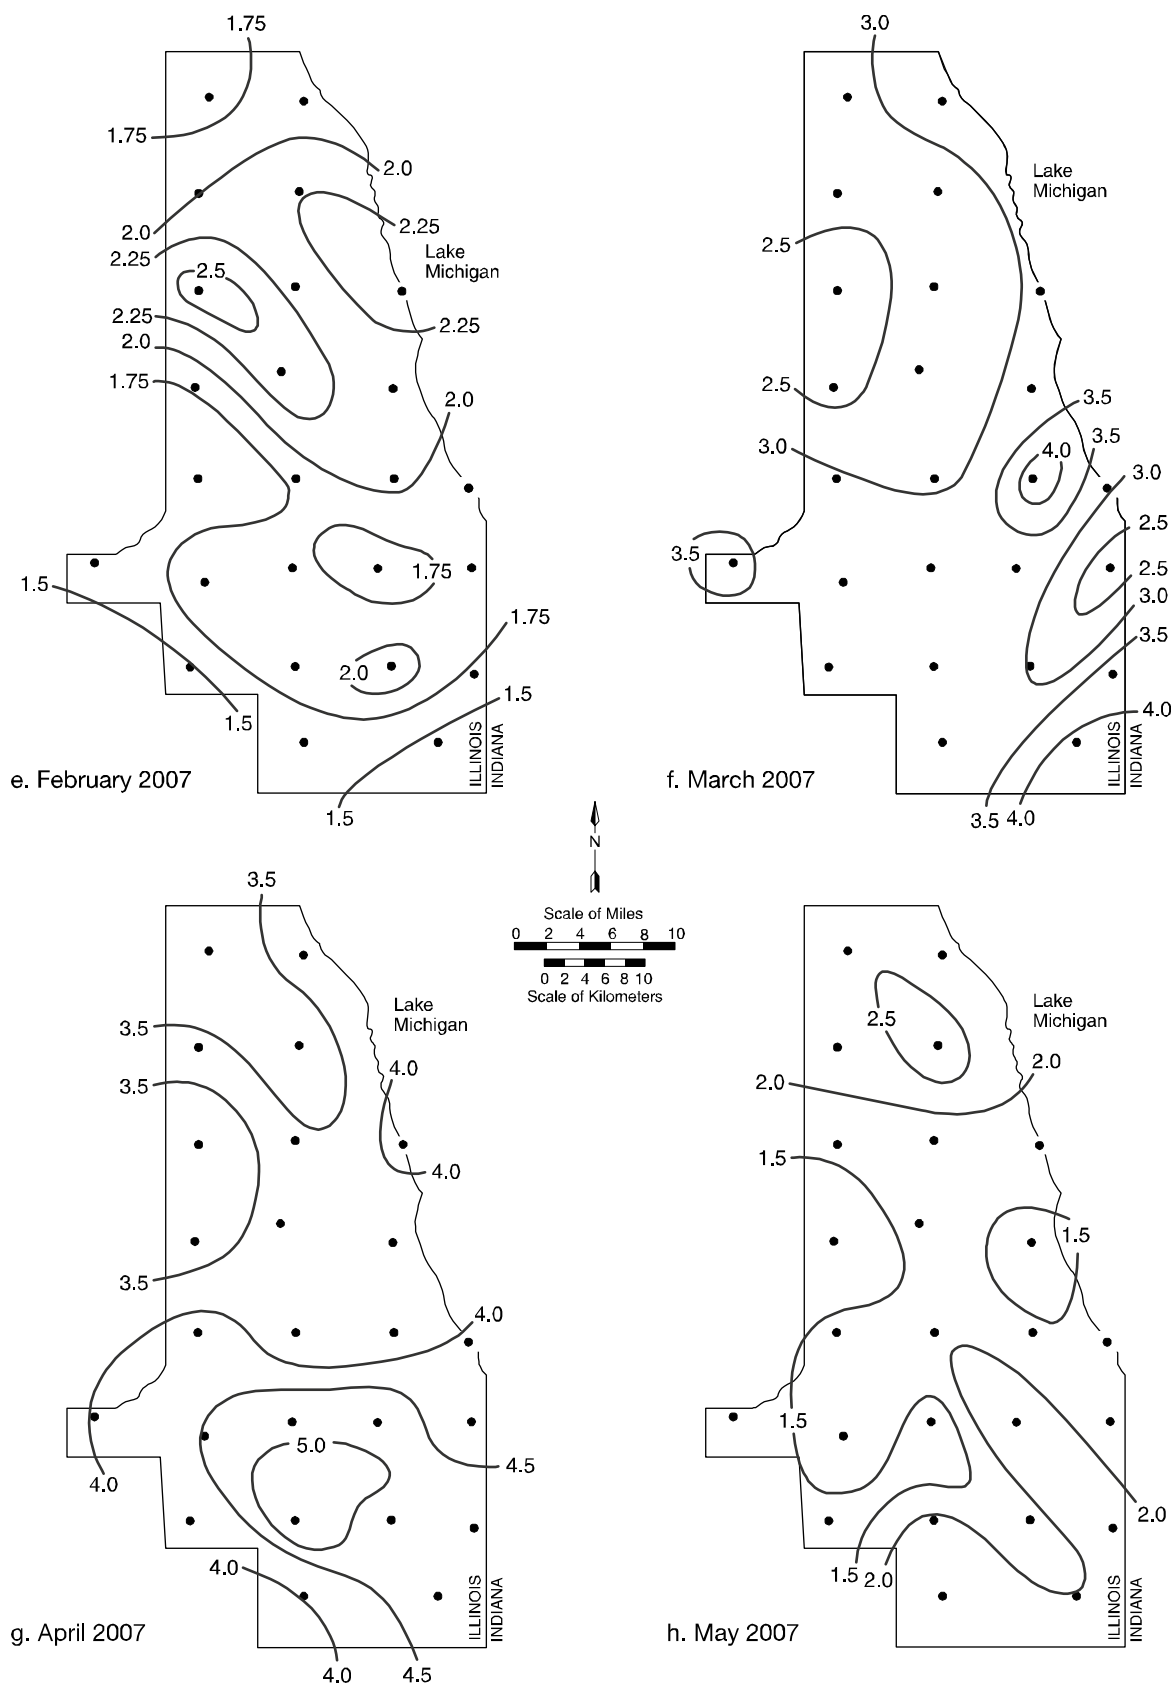 1.75
1.75
2.0
2.0
2.25
2.25
Lake
Michigan
2.5
2.25
2.25
2.0
1.75
2.0
1.75
1.5
1.75
2.0
1.5
1.5
1.5
ILLINOIS
INDIANA
e. February 2007
3.0
Lake
Michigan
2.5
2.5
3.5
3.5
3.0
4.0
3.0
2.5
3.5
2.5
3.0
3.5
4.0
3.5
4.0
ILLINOIS
INDIANA
f. March 2007
N
Scale of Miles
0 2 4 6 8 10
0 2 4 6 8 10
Scale of Kilometers
3.5
Lake
Michigan
3.5
4.0
3.5
4.0
3.5
4.0
5.0
4.5
4.0
4.0
4.0
4.5
ILLINOIS
INDIANA
g. April 2007
Lake
Michigan
2.5
2.0
2.0
1.5
1.5
1.5
2.0
1.5
2.0
ILLINOIS
INDIANA
h. May 2007